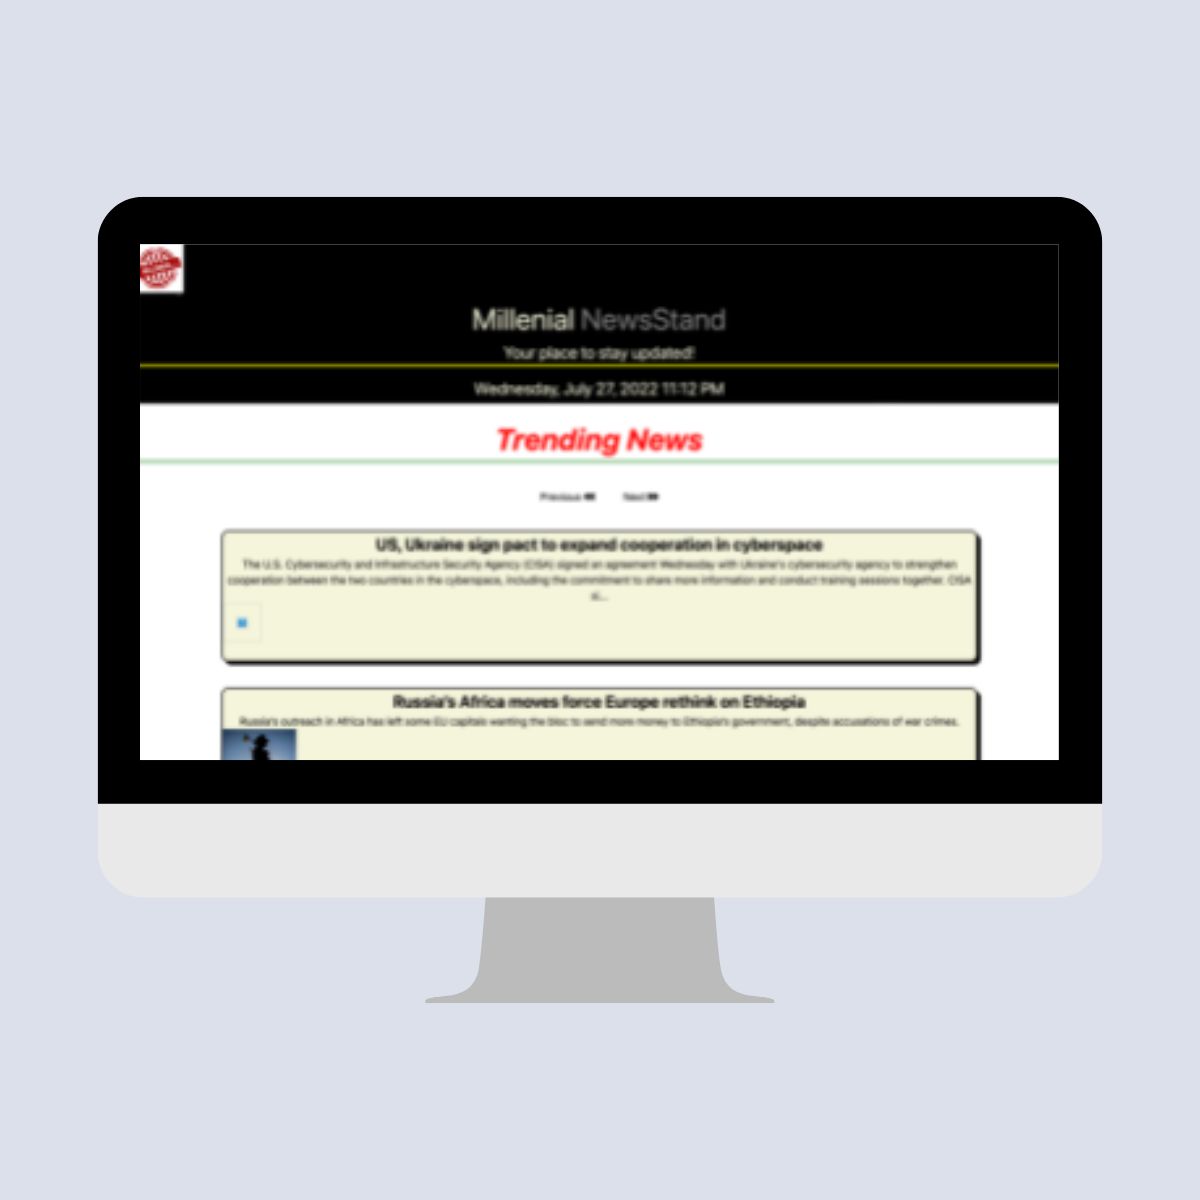 Millenial NewsStand
Your place to stay updated!
Wednesday, July 27, 2022 11:12 PM
Trending News
Previous Next
US, Ukraine sign pact to expand cooperation in cyberspace
The U.S. Cybersecurity and Infrastructure Security Agency (CISA) signed an agreement Wednesday with Ukraine's cybersecurity agency to strengthen
cooperation between the two countries in the cyberspace, including the commitment to share more information and conduct training sessions together. CISA
Russia's Africa moves force Europe rethink on Ethiopia
Russia's outreach in Africa has left some EU capitals wanting the bloc to send more money to Ethiopia's government, despite accusations of war crimes.